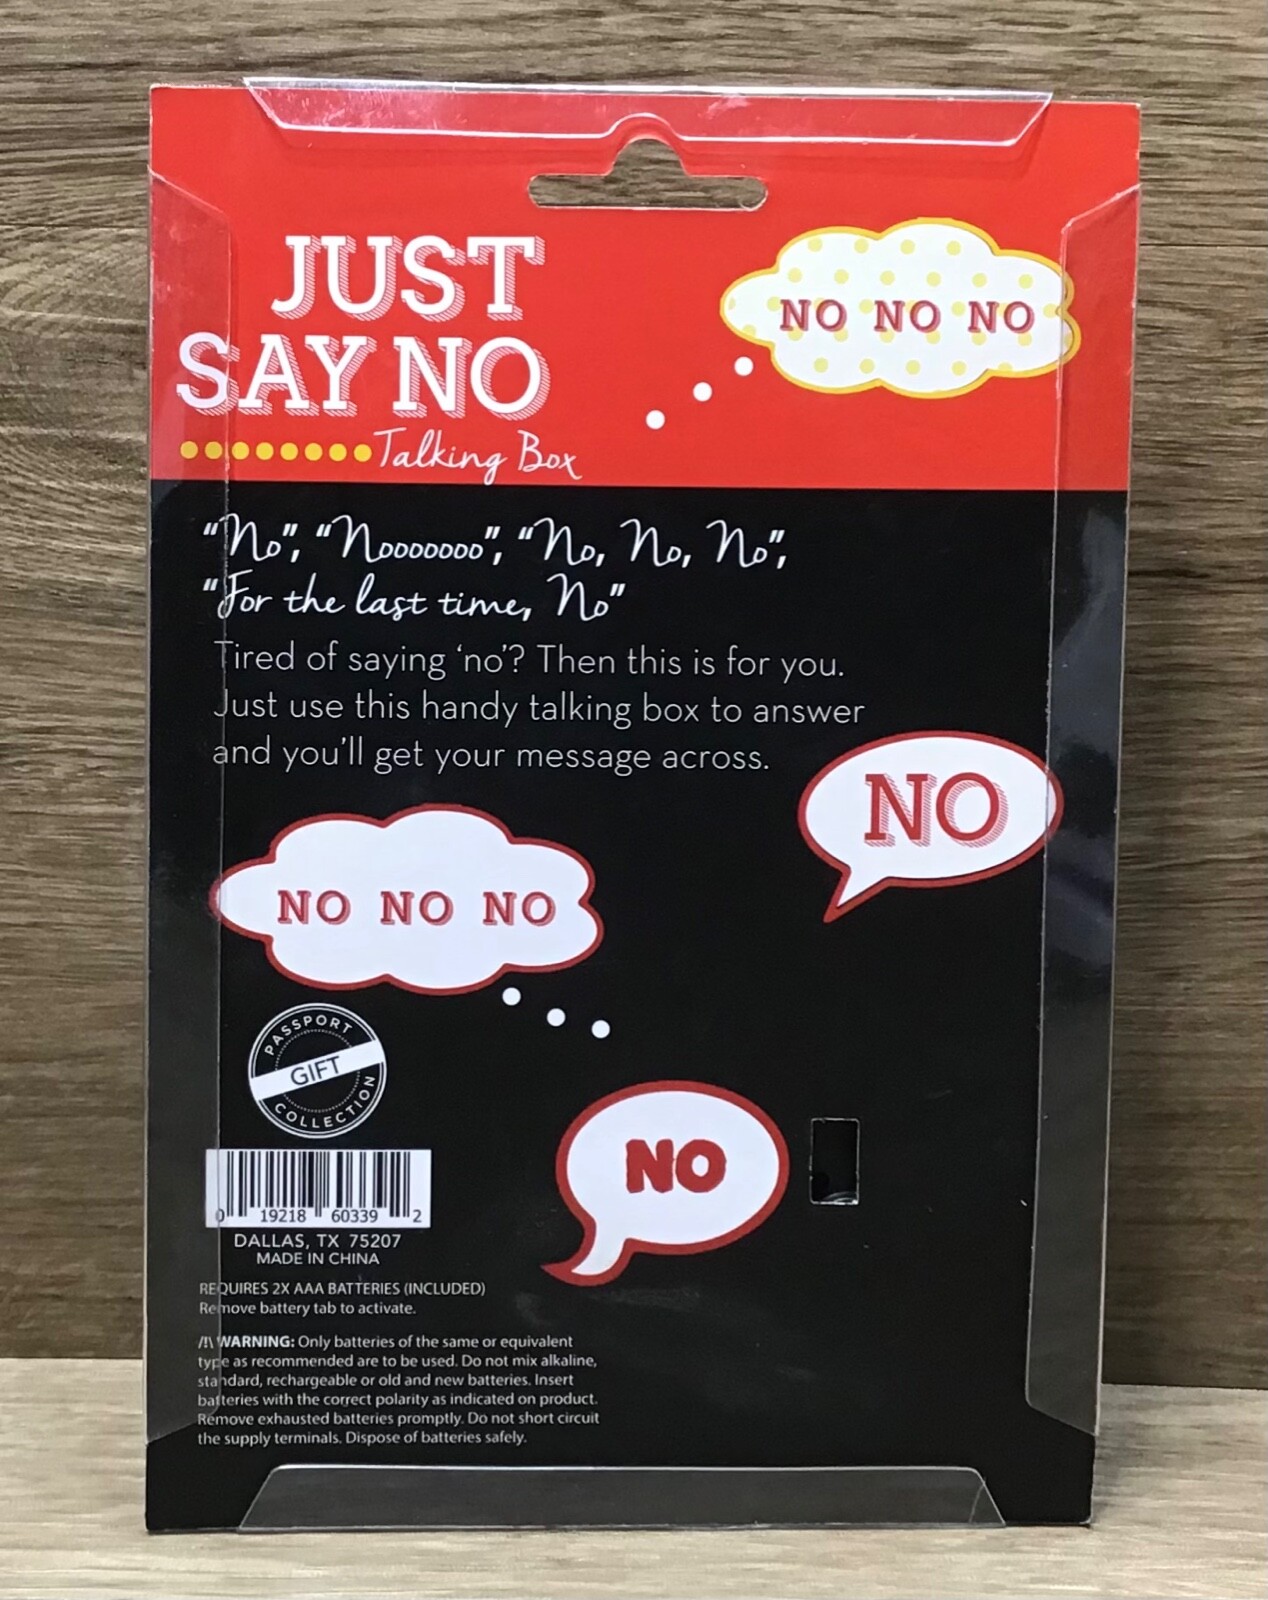 JUST
SAY NO
Talking Box
NO NO NO
"No", "Nooooooo", "No, No, No",
"For the last time, No"
Tired of saying 'no'? Then this is for you.
Just use this handy talking box to answer
and you'll get your message across.
NO
NO NO NO
PASSPORT
GIFT
COLLECTION
NO
0 19218 60339 2
DALLAS, TX 75207
MADE IN CHINA
REQUIRES 2X AAA BATTERIES (INCLUDED)
Remove battery tab to activate.
/!\ WARNING: Only batteries of the same or equivalent
type as recommended are to be used. Do not mix alkaline,
standard, rechargeable or old and new batteries. Insert
batteries with the correct polarity as indicated on product.
Remove exhausted batteries promptly. Do not short circuit
the supply terminals. Dispose of batteries safely.